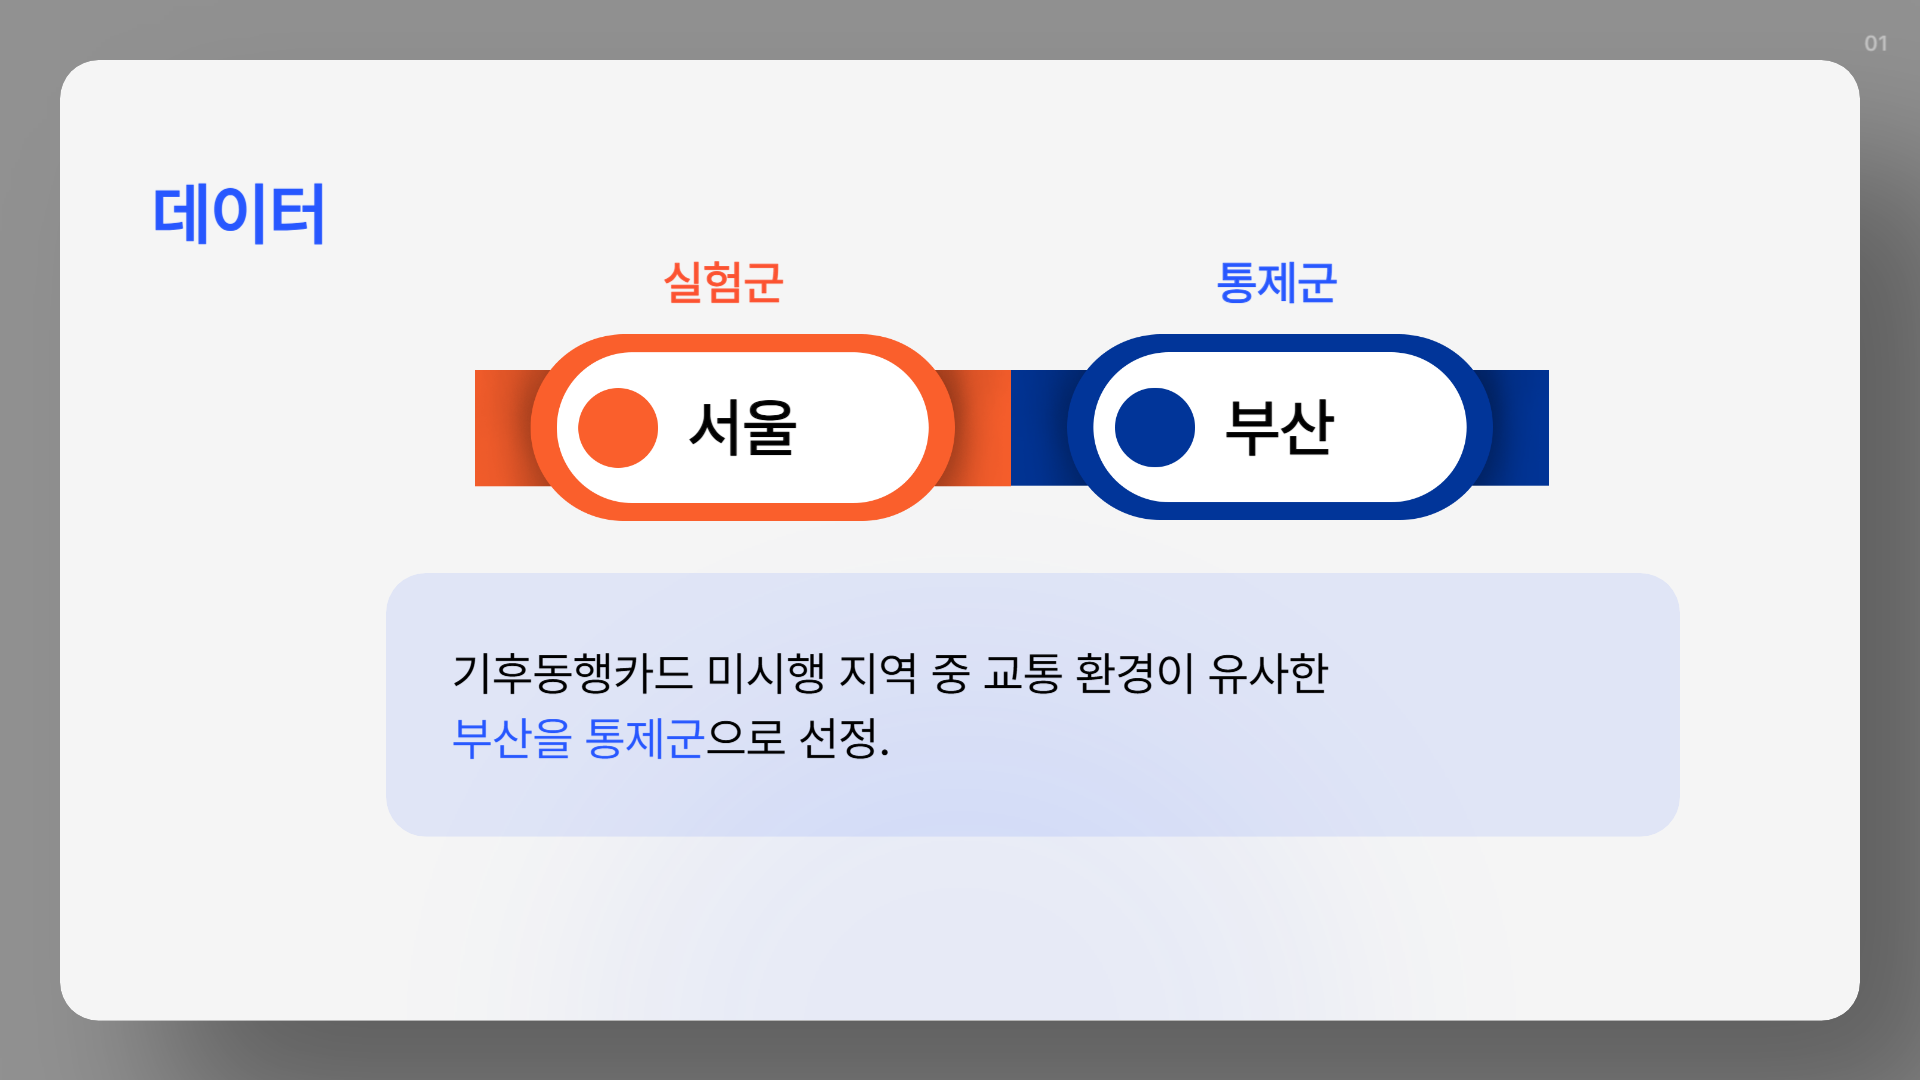 01
데이터
실험군
통제군
서울
부산
기후동행카드 미시행 지역 중 교통 환경이 유사한
부산을 통제군으로 선정.